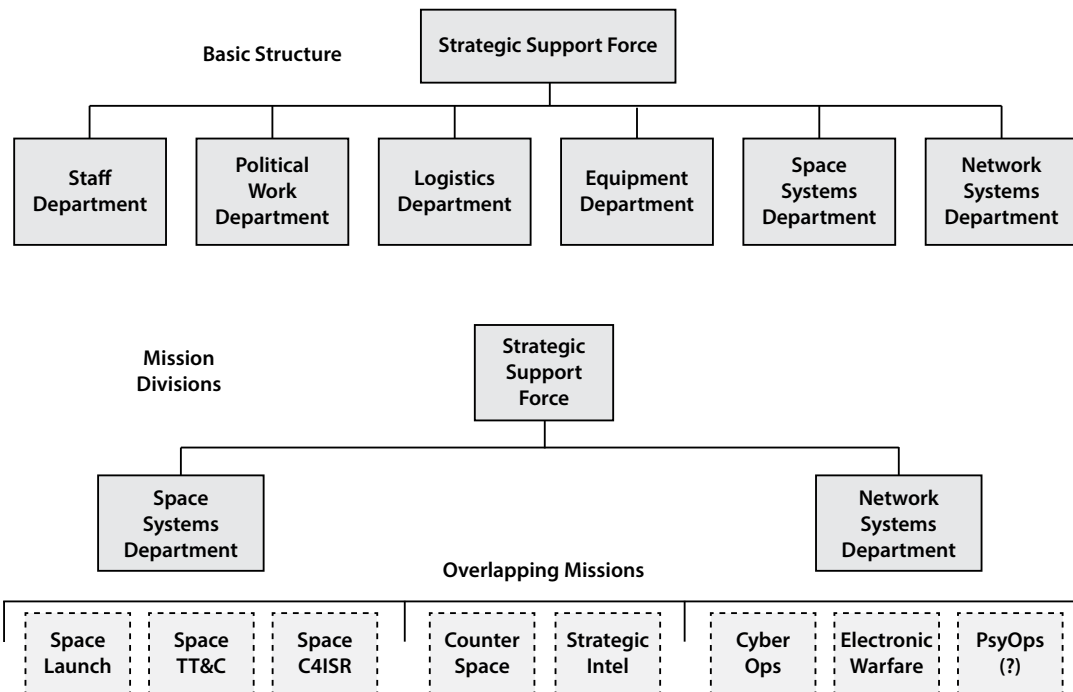 Basic Structure
Strategic Support Force
Staff
Department
Political
Work
Department
Logistics
Department
Equipment
Department
Space
Systems
Department
Network
Systems
Department
Mission
Divisions
Strategic
Support
Force
Space
Systems
Department
Network
Systems
Department
Overlapping Missions
Space
Launch
Space
TT&C
Space
C4ISR
Counter
Space
Strategic
Intel
Cyber
Ops
Electronic
Warfare
PsyOps
(?)